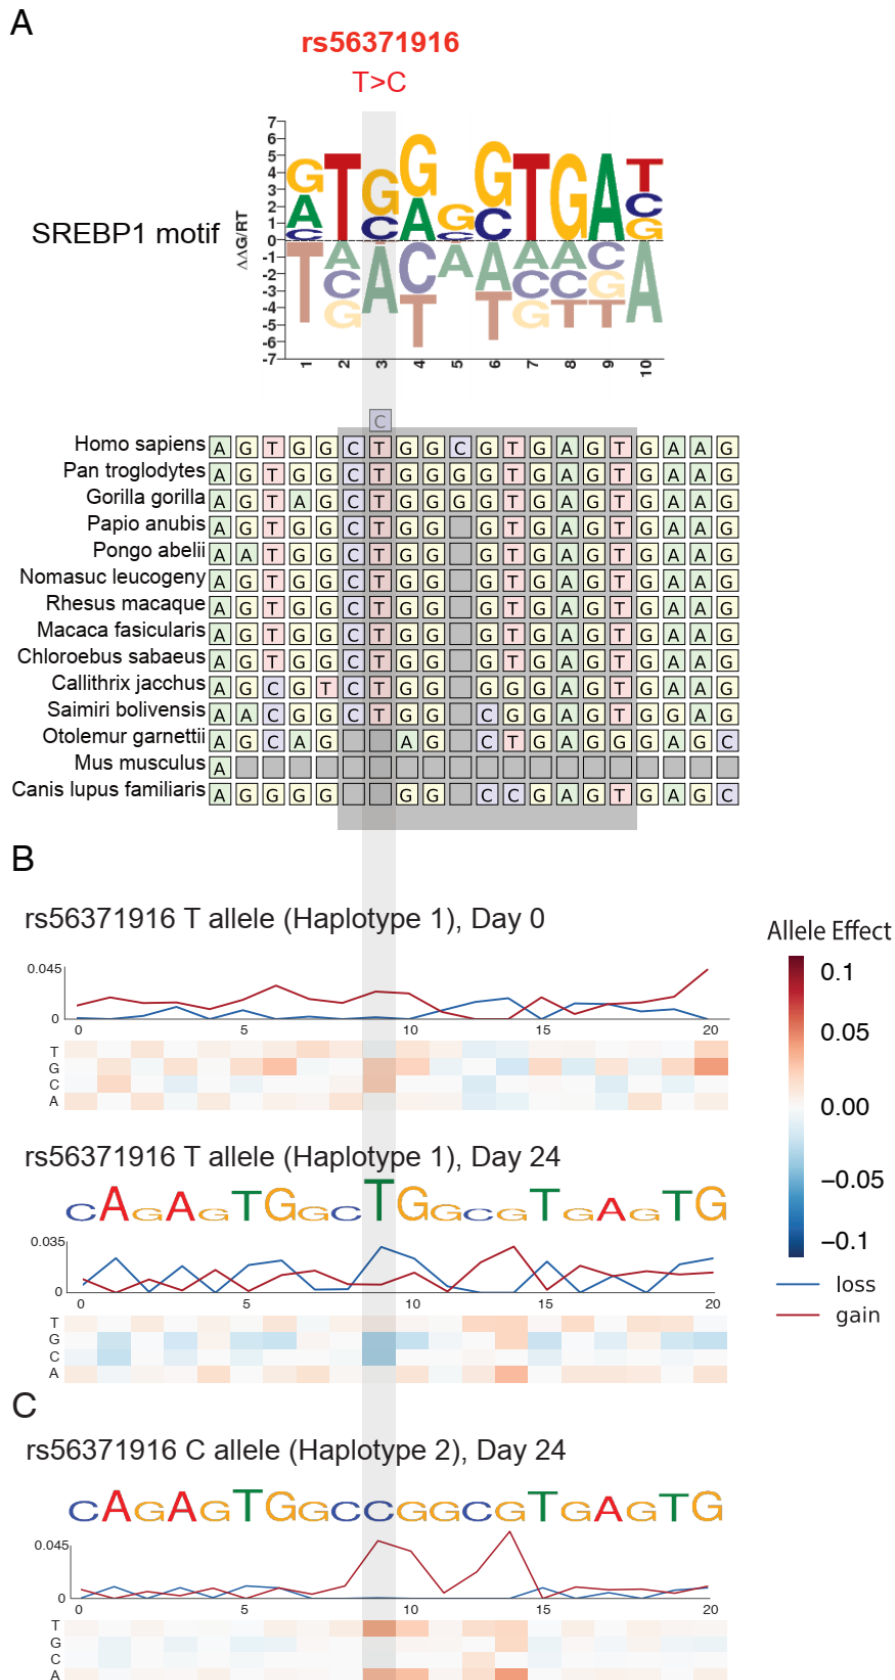 A
rs56371916
T>C
7
6
5
4
3
2
1
0
-1
-2
-3
-4
-5
-6
-7
ΔΔG/RT
SREBP1 motif
1 2 3 4 5 6 7 8 9 10
C
Homo sapiens A G T G G C T G G C G T G A G T G A A G
Pan troglodytes A G T G G C T G G G G T G A G T G A A G
Gorilla gorilla A G T A G C T G G G G T G A G T G A A G
Papio anubis A G T G G C T G G G T G A G T G A A G
Pongo abelii A A T G G C T G G G T G A G T G A A G
Nomasuc leucogeny A G T G G C T G G G T G A G T G A A G
Rhesus macaque A G T G G C T G G G T G A G T G A A G
Macaca fasicularis A G T G G C T G G G T G A G T G A A G
Chloroebus sabaeus A G T G G C T G G G T G A G T G A A G
Callithrix jacchus A G C G T C T G G G G G A G T G A A G
Saimiri bolivensis A A C G G C T G G C G G A G T G G A G
Otolemur garnettii A G C A G A G C T G A G G G A G C
Mus musculus A
Canis lupus familiaris A G G G G G G C C G A G T G A G C
B
rs56371916 T allele (Haplotype 1), Day 0
0.045
0
0 5 10 15 20
T
G
C
A
Allele Effect
0.1
0.05
0.00
−0.05
−0.1
loss
gain
rs56371916 T allele (Haplotype 1), Day 24
CAGAGTGGCTGGCGTGAGTG
0.035
0
0 5 10 15 20
T
G
C
A
C
rs56371916 C allele (Haplotype 2), Day 24
CAGAGTGGCCGGCGTGAGTG
0.045
0
0 5 10 15 20
T
G
C
A